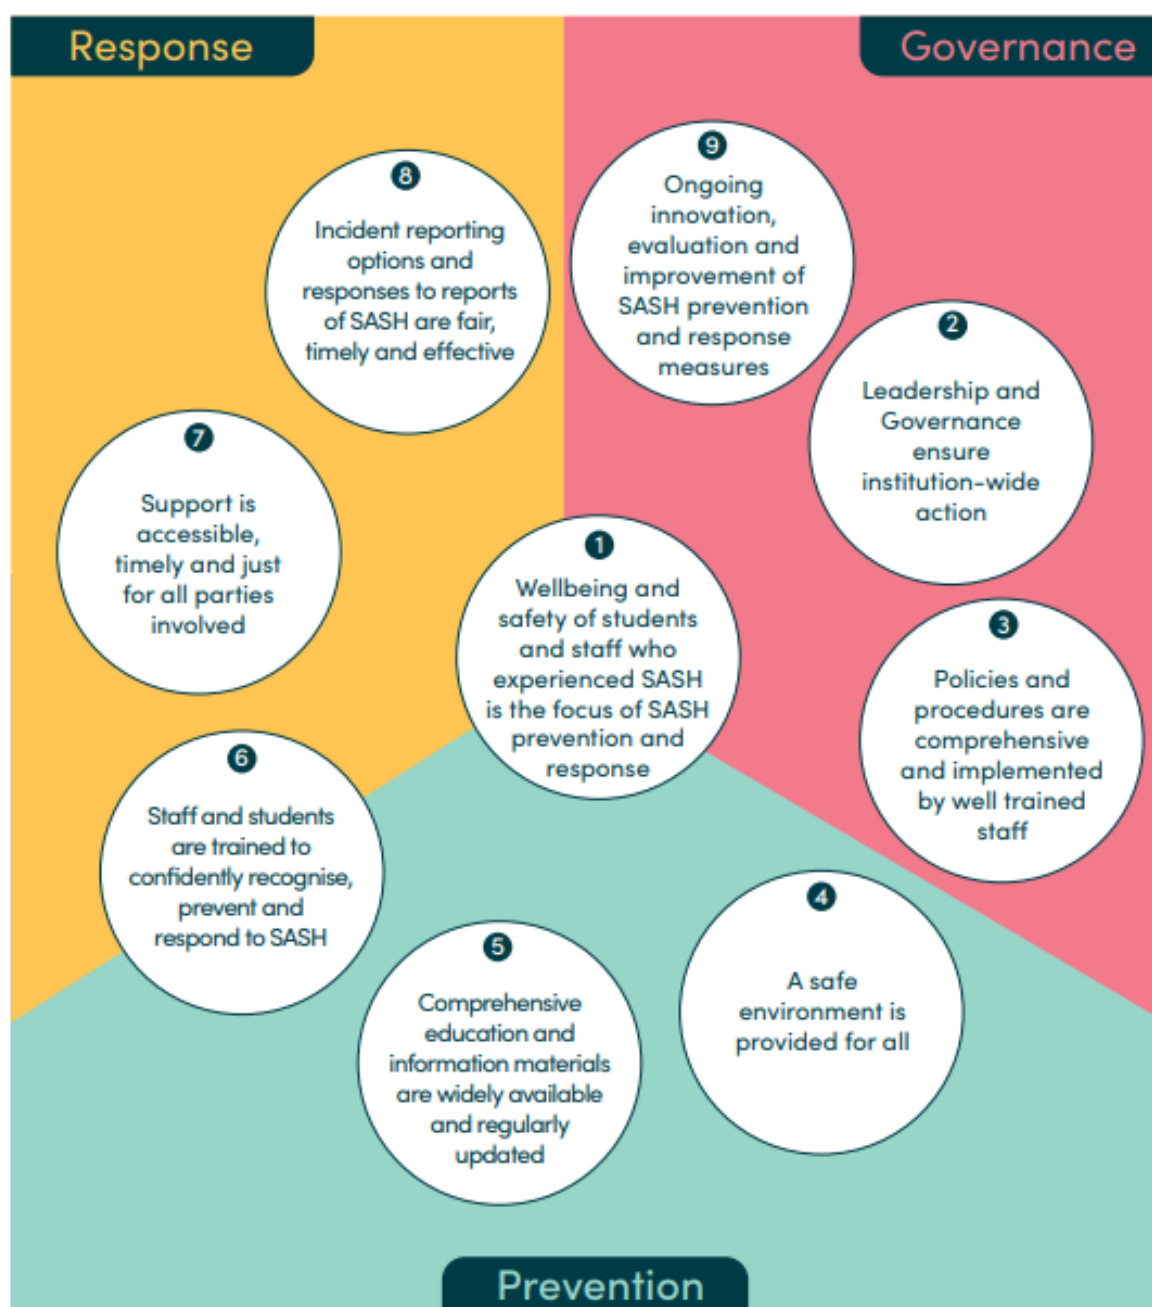 Response
Governance
9
Ongoing
innovation,
evaluation and
improvement of
SASH prevention
and response
measures
8
Incident reporting
options and
responses to reports
of SASH are fair,
timely and effective
2
Leadership and
Governance
ensure
institution-wide
action
7
Support is
accessible,
timely and just
for all parties
involved
1
Wellbeing and
safety of students
and staff who
experienced SASH
is the focus of SASH
prevention and
response
3
Policies and
procedures are
comprehensive
and implemented
by well trained
staff
6
Staff and students
are trained to
confidently recognise,
prevent and
respond to SASH
4
A safe
environment is
provided for all
5
Comprehensive
education and
information materials
are widely available
and regularly
updated
Prevention